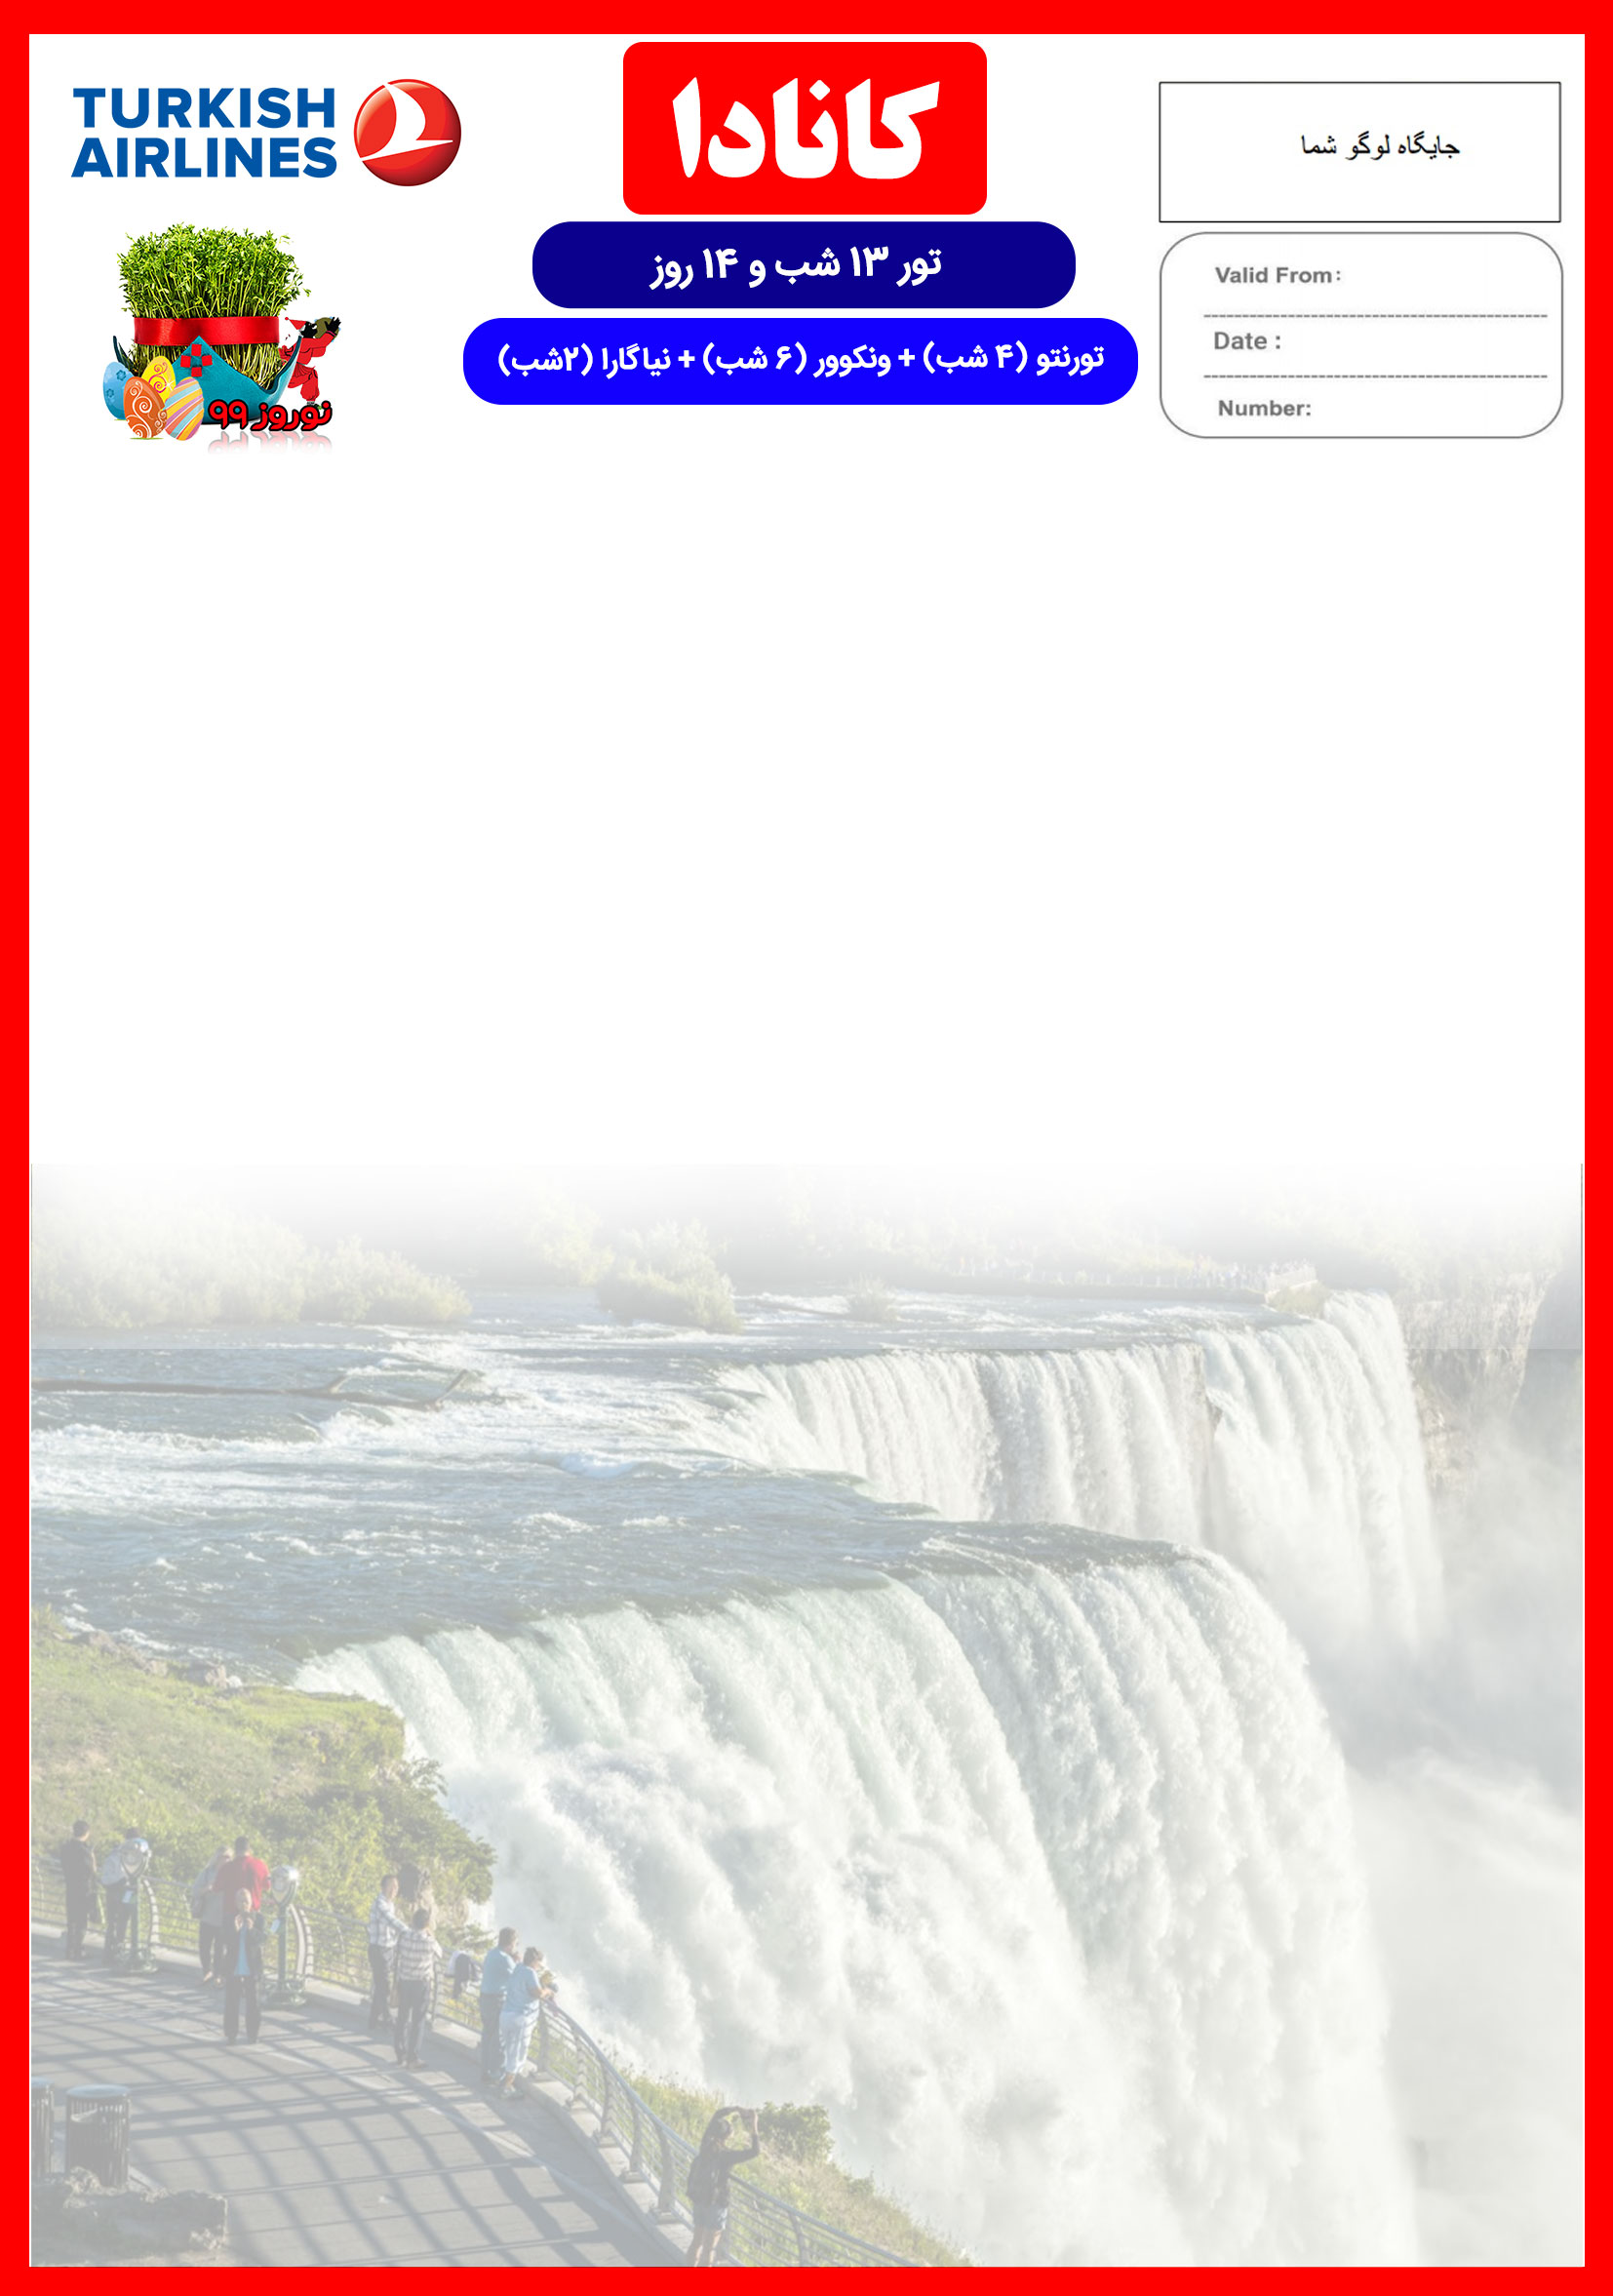 TURKISH
AIRLINES
کانادا
جایگاه لوگو شما
تور ۱۳ شب و ۱۴ روز
تورنتو (۴ شب) + ونکوور (۶ شب) + نیاگارا (۲شب)
Valid From:
Date :
Number:
نوروز ۹۹